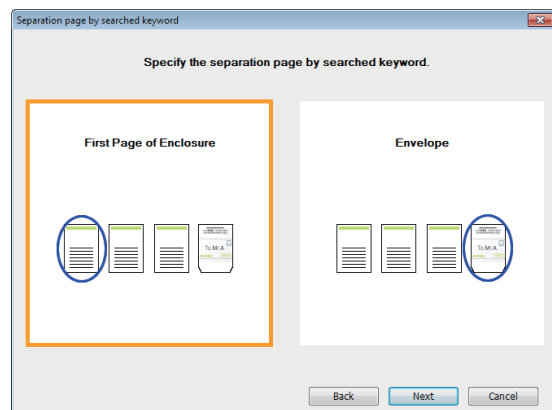 Separation page by searched keyword
Specify the separation page by searched keyword.
First Page of Enclosure
To Mr.A
Envelope
To Mr.A
Back
Next
Cancel